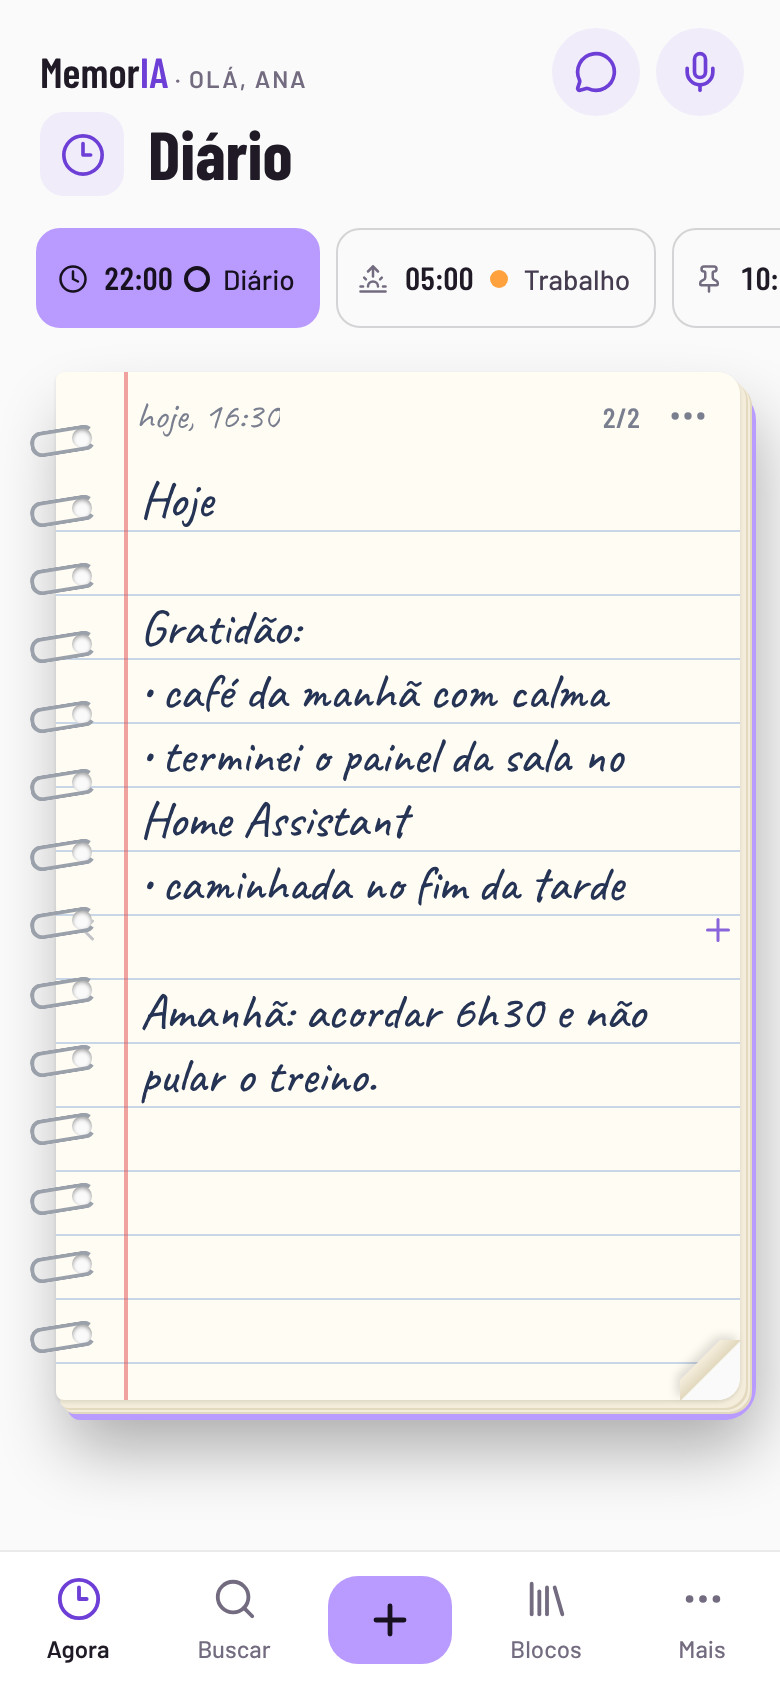 MemorIA · OLÁ, ANA
Diário
22:00 Diário
05:00 Trabalho
10:
hoje, 16:30
2/2
Hoje
Gratidão:
• café da manhã com calma
• terminei o painel da sala no
Home Assistant
• caminhada no fim da tarde
Amanhã: acordar 6h30 e não
pular o treino.
Agora
Buscar
Blocos
Mais